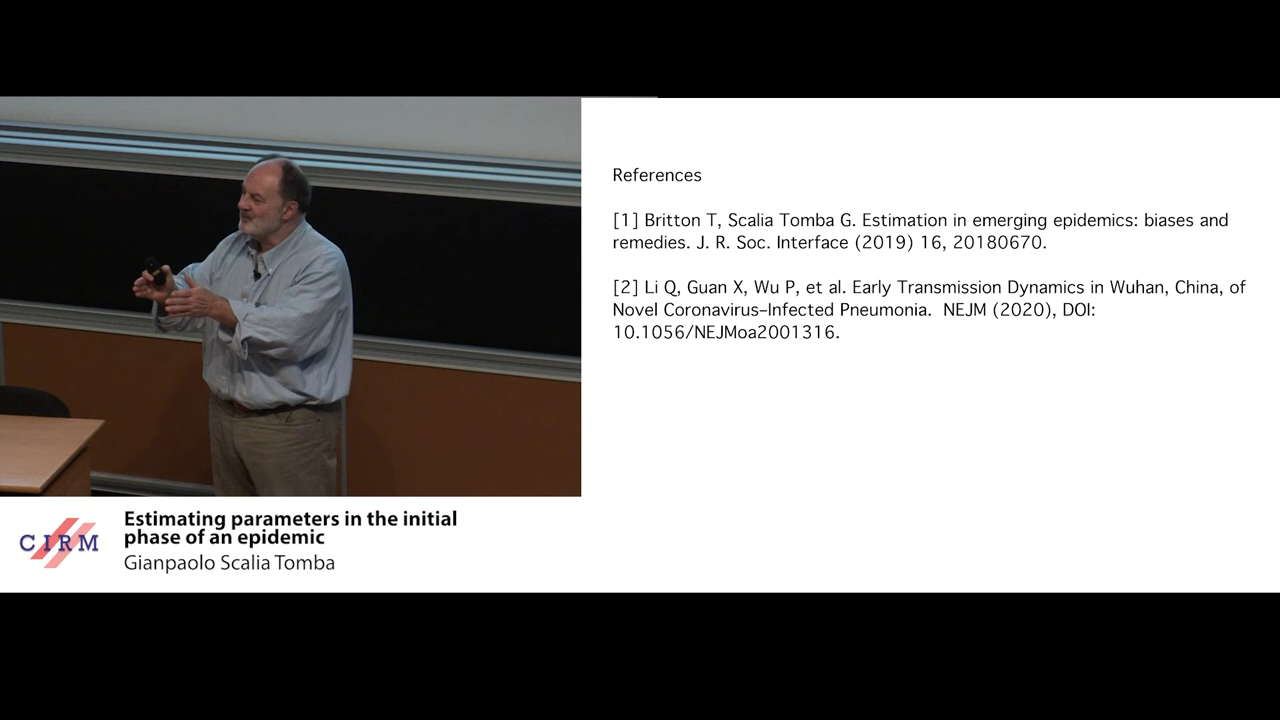 References
[1] Britton T, Scalia Tomba G. Estimation in emerging epidemics: biases and
remedies. J. R. Soc. Interface (2019) 16, 20180670.
[2] Li Q, Guan X, Wu P, et al. Early Transmission Dynamics in Wuhan, China, of
Novel Coronavirus–Infected Pneumonia.  NEJM (2020), DOI:
10.1056/NEJMoa2001316.
CIRM
Estimating parameters in the initial
phase of an epidemic
Gianpaolo Scalia Tomba